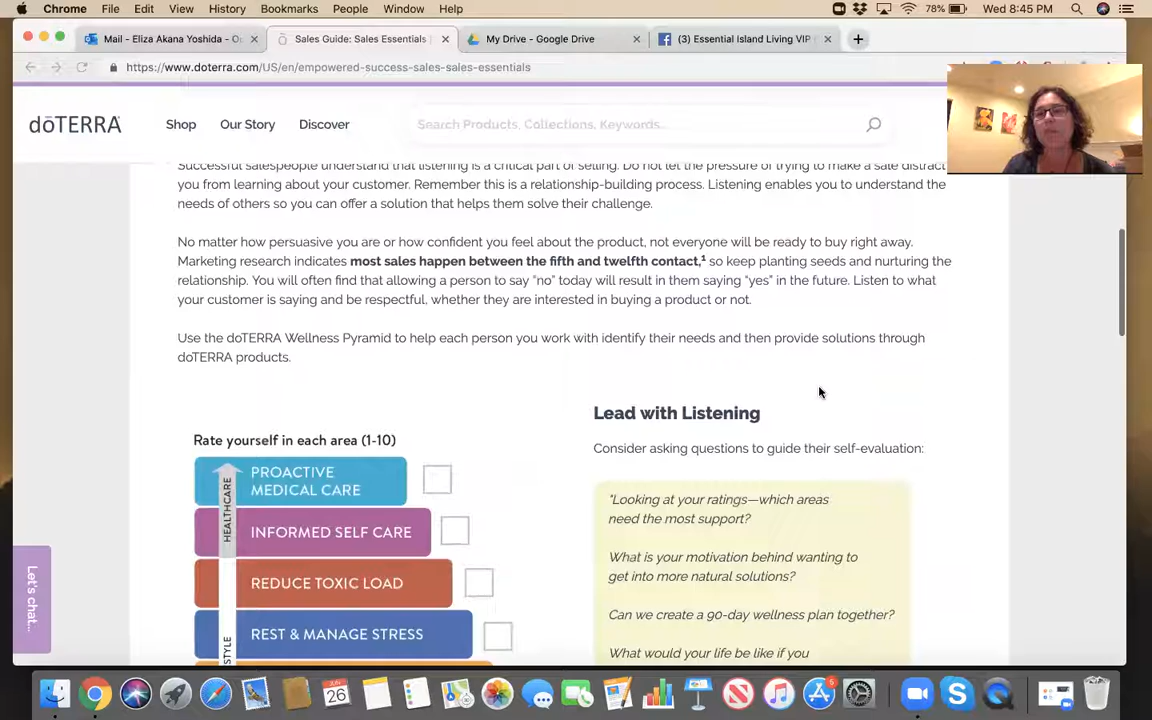 Chrome File Edit View History Bookmarks People Window Help 78% Wed 8:45 PM
Mail - Eliza Akana Yoshida - O Sales Guide: Sales Essentials My Drive - Google Drive (3) Essential Island Living VIP
https://www.doterra.com/US/en/empowered-success-sales-sales-essentials
dōTERRA Shop Our Story Discover Search Products, Collections, Keywords...
Successful salespeople understand that listening is a critical part of selling. Do not let the pressure of trying to make a sale distract
you from learning about your customer. Remember this is a relationship-building process. Listening enables you to understand the
needs of others so you can offer a solution that helps them solve their challenge.
No matter how persuasive you are or how confident you feel about the product, not everyone will be ready to buy right away.
Marketing research indicates most sales happen between the fifth and twelfth contact,¹ so keep planting seeds and nurturing the
relationship. You will often find that allowing a person to say "no" today will result in them saying "yes" in the future. Listen to what
your customer is saying and be respectful, whether they are interested in buying a product or not.
Use the doTERRA Wellness Pyramid to help each person you work with identify their needs and then provide solutions through
doTERRA products.
Lead with Listening
Consider asking questions to guide their self-evaluation:
"Looking at your ratings—which areas
need the most support?
What is your motivation behind wanting to
get into more natural solutions?
Can we create a 90-day wellness plan together?
What would your life be like if you
Rate yourself in each area (1-10)
PROACTIVE
MEDICAL CARE
INFORMED SELF CARE
REDUCE TOXIC LOAD
REST & MANAGE STRESS
HEALTHCARE
STYLE
Let's chat...
JUN
26
5